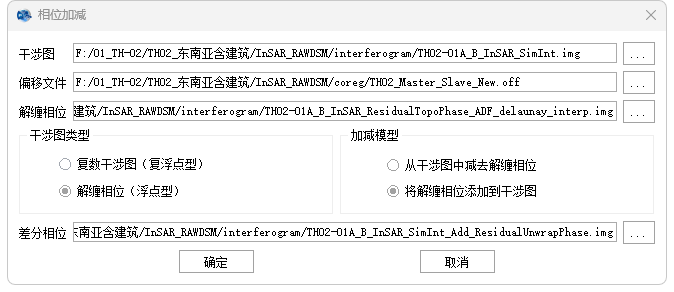 相位加减
干涉图 F:/01_TH-02/TH02_东南亚含建筑/InSAR_RAWDSM/interferogram/TH02-01A_B_InSAR_SimInt.img ...
偏移文件 F:/01_TH-02/TH02_东南亚含建筑/InSAR_RAWDSM/coreg/TH02_Master_Slave_New.off ...
解缠相位 建筑/InSAR_RAWDSM/interferogram/TH02-01A_B_InSAR_ResidualTopoPhase_ADF_delaunay_interp.img ...
干涉图类型
复数干涉图（复浮点型）
解缠相位（浮点型）
加减模型
从干涉图中减去解缠相位
将解缠相位添加到干涉图
差分相位 东南亚含建筑/InSAR_RAWDSM/interferogram/TH02-01A_B_InSAR_SimInt_Add_ResidualUnwrapPhase.img ...
确定 取消